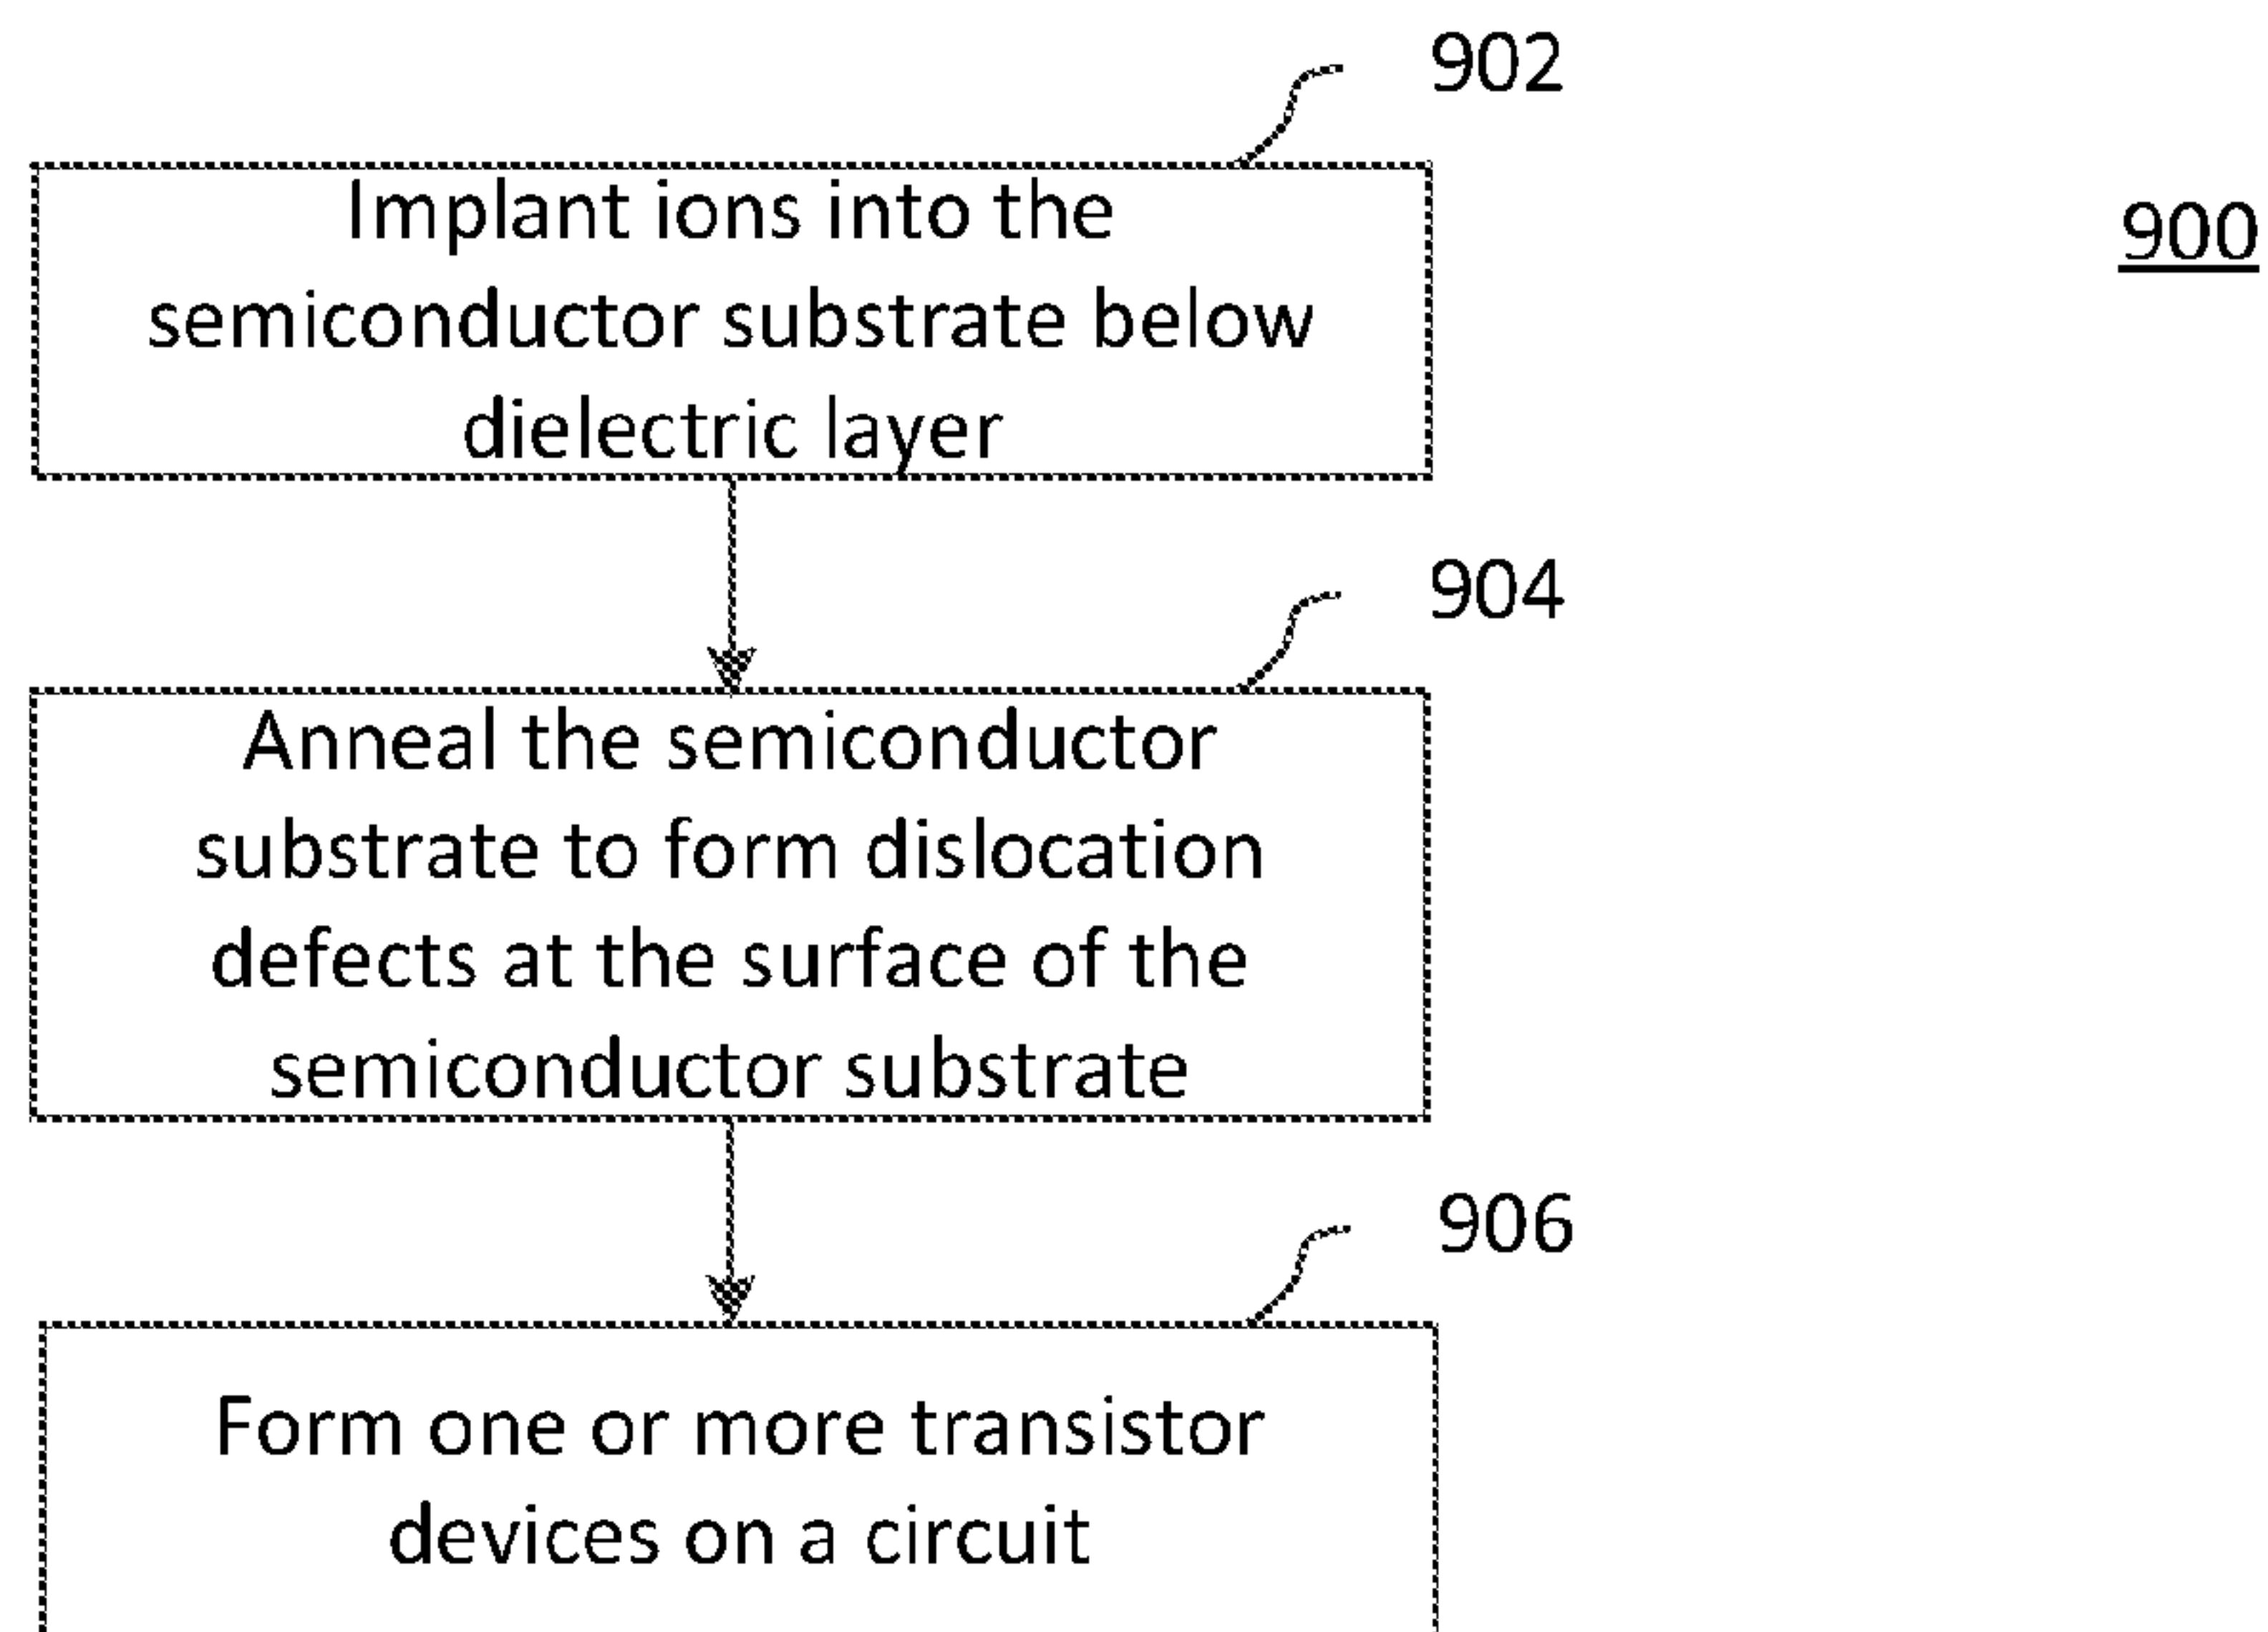 902
900
Implant ions into the
semiconductor substrate below
dielectric layer
904
Anneal the semiconductor
substrate to form dislocation
defects at the surface of the
semiconductor substrate
906
Form one or more transistor
devices on a circuit